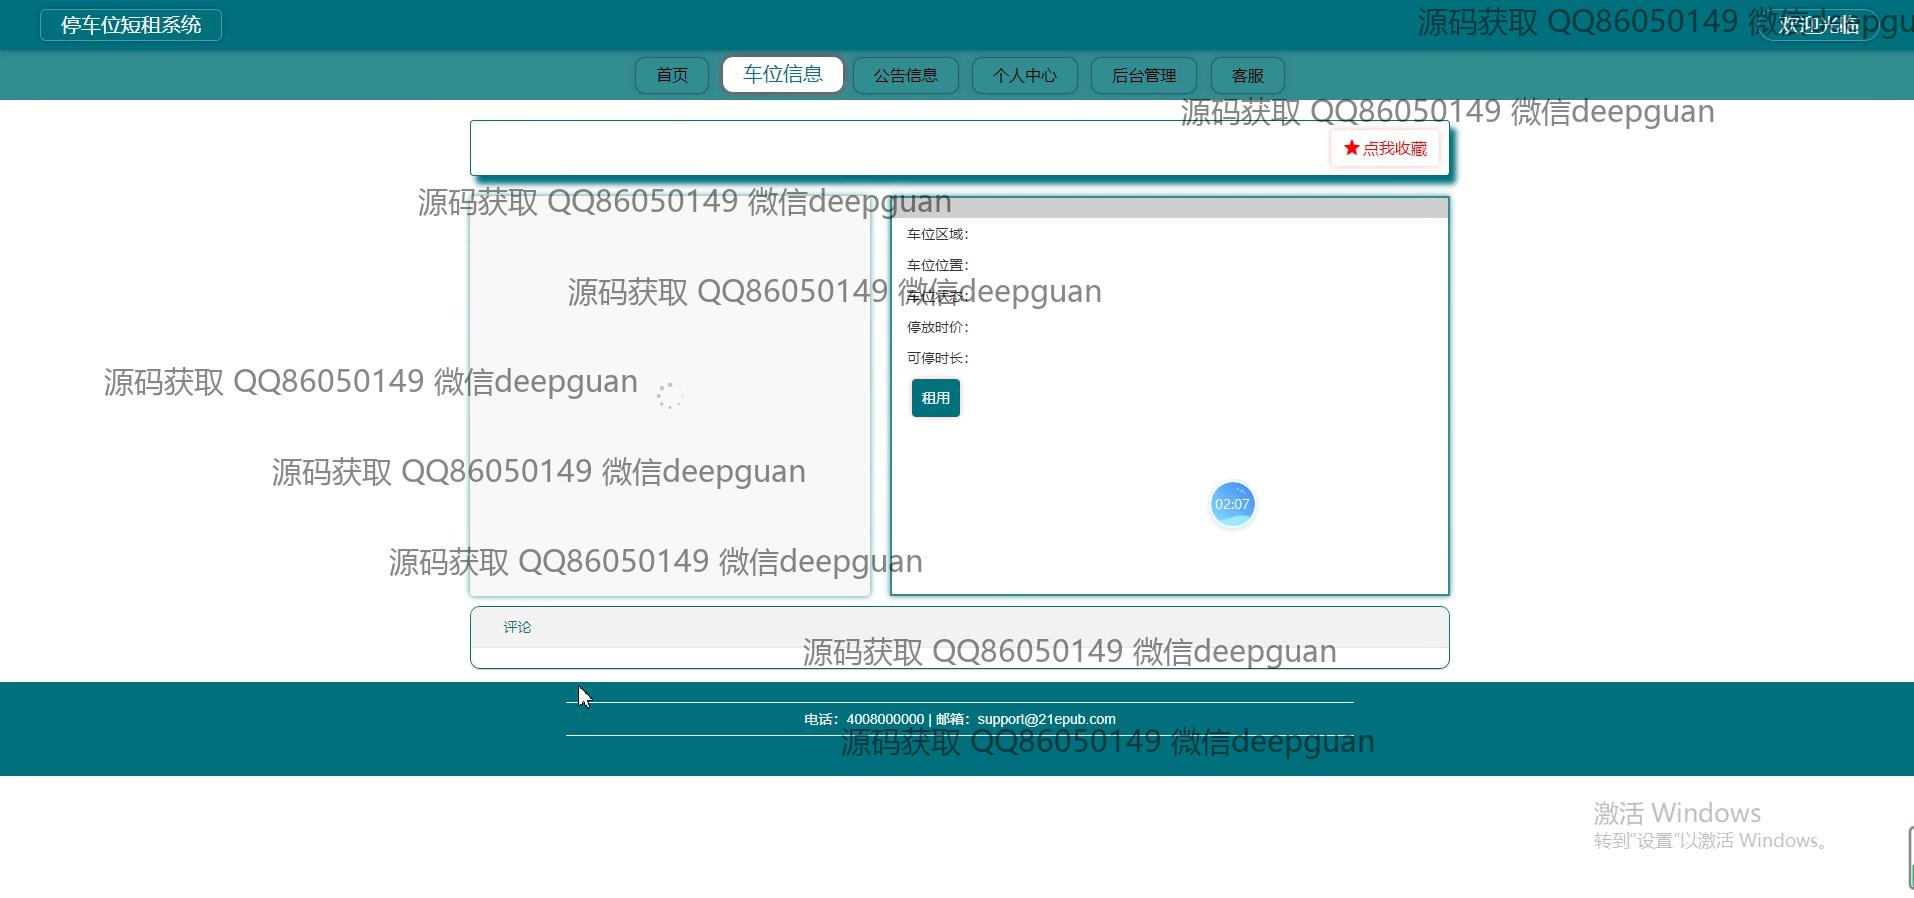 停车位短租系统
欢迎光临
源码获取 QQ86050149 微信deepgu
首页
车位信息
公告信息
个人中心
后台管理
客服
源码获取 QQ86050149 微信deepguan
★点我收藏
源码获取 QQ86050149 微信deepguan
车位区域：
车位位置：
源码获取 QQ86050149 微信deepguan
车位状态：
停放时价：
可停时长：
源码获取 QQ86050149 微信deepguan
租用
源码获取 QQ86050149 微信deepguan
02:07
源码获取 QQ86050149 微信deepguan
评论
源码获取 QQ86050149 微信deepguan
电话：4008000000 | 邮箱：support@21epub.com
源码获取 QQ86050149 微信deepguan
激活 Windows
转到“设置”以激活 Windows。